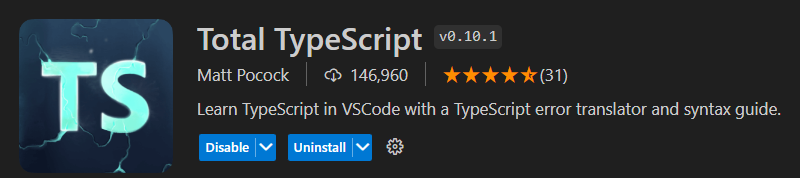 TS
Total TypeScript v0.10.1
Matt Pocock 146,960 (31)
Learn TypeScript in VSCode with a TypeScript error translator and syntax guide.
Disable Uninstall